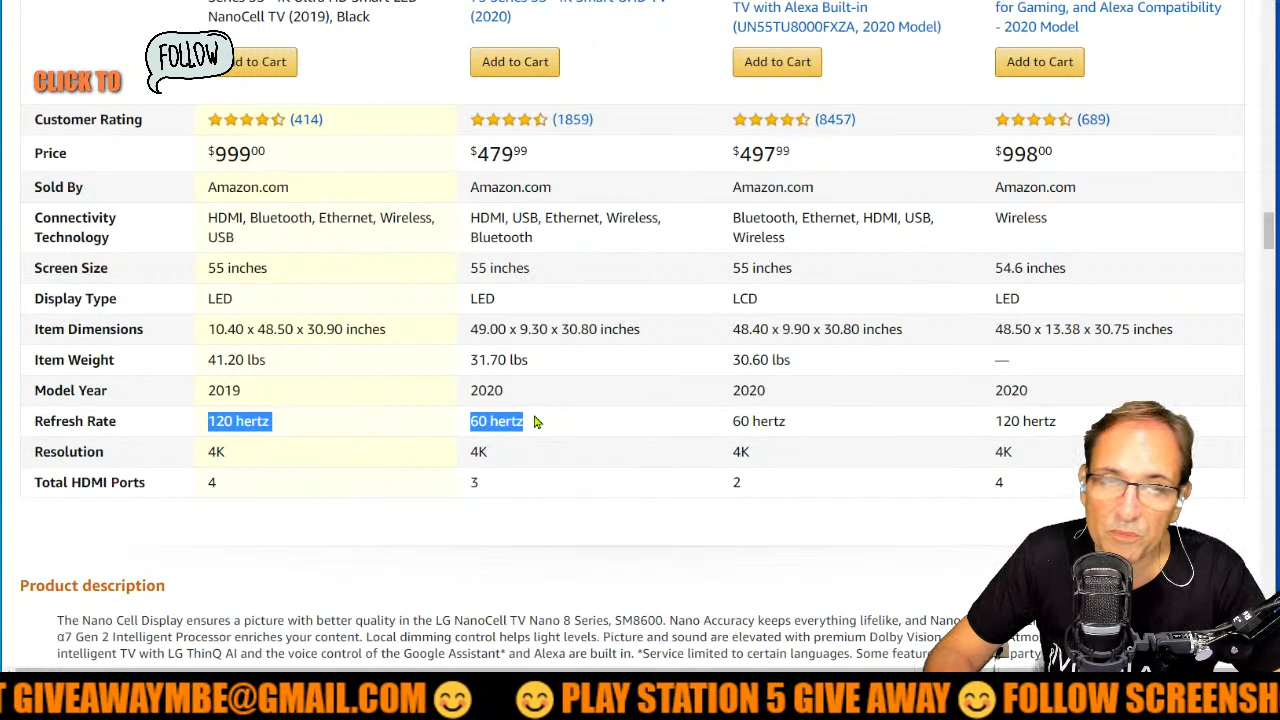 NanoCell TV (2019), Black
(2020)
TV with Alexa Built-in
(UN55TU8000FXZA, 2020 Model)
for Gaming, and Alexa Compatibility
- 2020 Model
FOLLOW
CLICK TO
d to Cart
Add to Cart
Add to Cart
Add to Cart
Customer Rating (414) (1859) (8457) (689)
Price $99900 $47999 $49799 $99800
Sold By Amazon.com Amazon.com Amazon.com Amazon.com
Connectivity Technology
HDMI, Bluetooth, Ethernet, Wireless,
USB
HDMI, USB, Ethernet, Wireless,
Bluetooth
Bluetooth, Ethernet, HDMI, USB,
Wireless
Wireless
Screen Size 55 inches 55 inches 55 inches 54.6 inches
Display Type LED LED LCD LED
Item Dimensions 10.40 x 48.50 x 30.90 inches 49.00 x 9.30 x 30.80 inches 48.40 x 9.90 x 30.80 inches 48.50 x 13.38 x 30.75 inches
Item Weight 41.20 lbs 31.70 lbs 30.60 lbs —
Model Year 2019 2020 2020 2020
Refresh Rate 120 hertz 60 hertz 60 hertz 120 hertz
Resolution 4K 4K 4K 4K
Total HDMI Ports 4 3 2 4
Product description
The Nano Cell Display ensures a picture with better quality in the LG NanoCell TV Nano 8 Series, SM8600. Nano Accuracy keeps everything lifelike, and Nano
α7 Gen 2 Intelligent Processor enriches your content. Local dimming control helps light levels. Picture and sound are elevated with premium Dolby Vision
intelligent TV with LG ThinQ AI and the voice control of the Google Assistant* and Alexa are built in. *Service limited to certain languages. Some party
T GIVEAWAYMBE@GMAIL.COM 😊 😊 PLAY STATION 5 GIVE AWAY 😊 FOLLOW SCREENSH